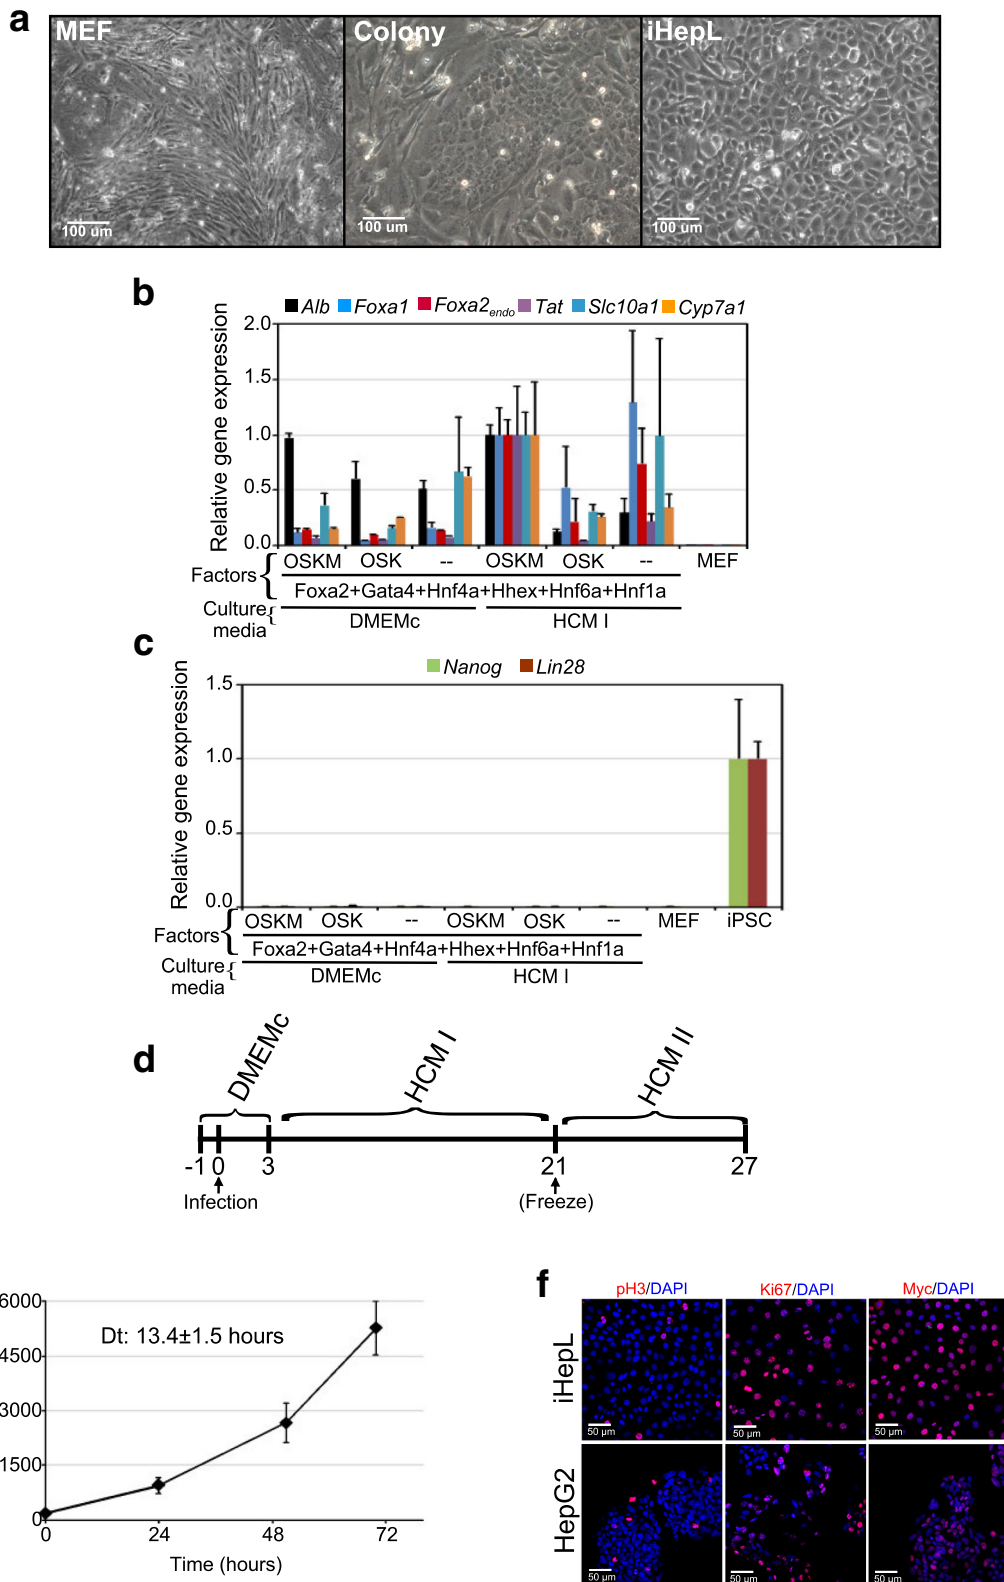 a
MEF
Colony
iHepL
100 um
100 um
100 um
b
Alb Foxa1 Foxa2endo Tat Slc10a1 Cyp7a1
Relative gene expression
2.0
1.5
1.0
0.5
0.0
OSKM OSK -- OSKM OSK -- MEF
Factors
Foxa2+Gata4+Hnf4a+Hhex+Hnf6a+Hnf1a
Culture media
DMEMc HCM I
c
Nanog Lin28
Relative gene expression
1.5
1.0
0.5
0.0
OSKM OSK -- OSKM OSK -- MEF iPSC
Factors
Foxa2+Gata4+Hnf4a+Hhex+Hnf6a+Hnf1a
Culture media
DMEMc HCM I
d
DMEMc
HCM I
HCM II
-1 0 3 21 27
Infection (Freeze)
6000
4500
3000
1500
0
Dt: 13.4±1.5 hours
0 24 48 72
Time (hours)
f
pH3/DAPI Ki67/DAPI Myc/DAPI
iHepL
50 µm 50 µm 50 µm
HepG2
50 µm 50 µm 50 µm